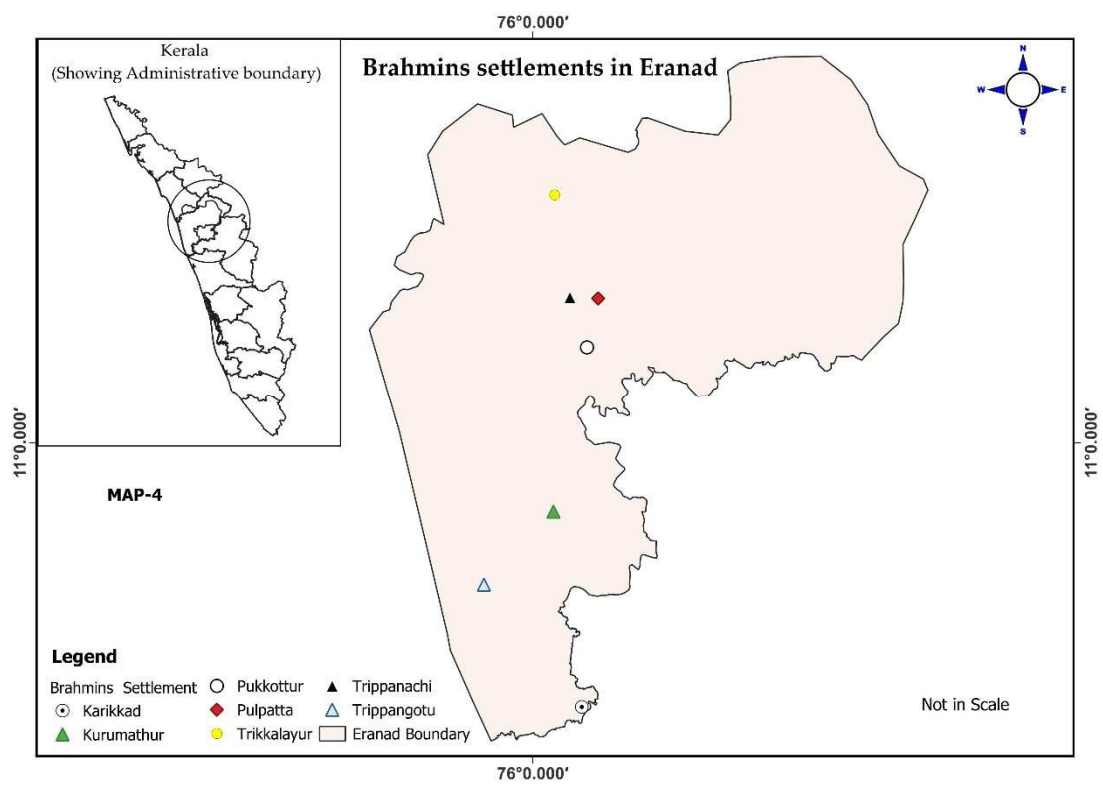 76°0.000′
Kerala
(Showing Administrative boundary)
Brahmins settlements in Eranad
N
W E
S
11°0.000′
11°0.000′
MAP-4
Legend
Brahmins Settlement
Karikkad
Kurumathur
Pukkottur
Pulpatta
Trikkalayur
Trippanachi
Trippangotu
Eranad Boundary
Not in Scale
76°0.000′